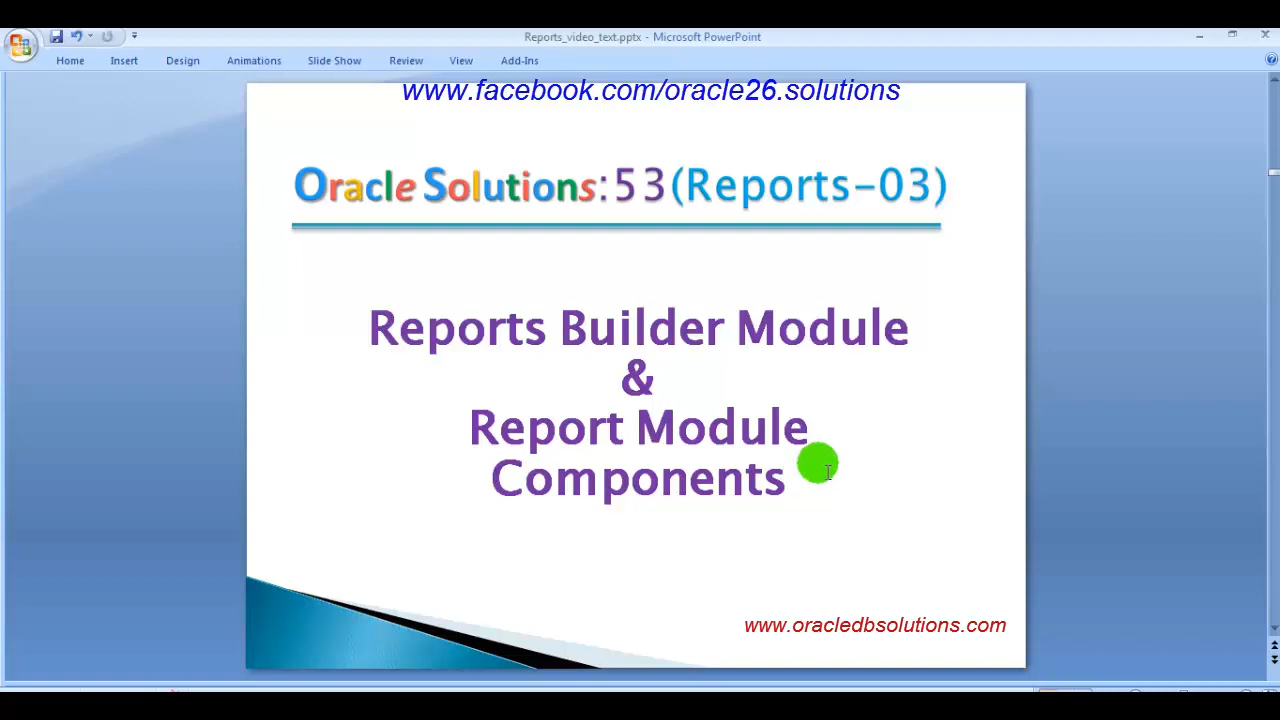 Reports_video_text.pptx - Microsoft PowerPoint
Home Insert Design Animations Slide Show Review View Add-Ins
www.facebook.com/oracle26.solutions
Oracle Solutions:53(Reports-03)
Reports Builder Module
&
Report Module
Components
www.oracledbsolutions.com